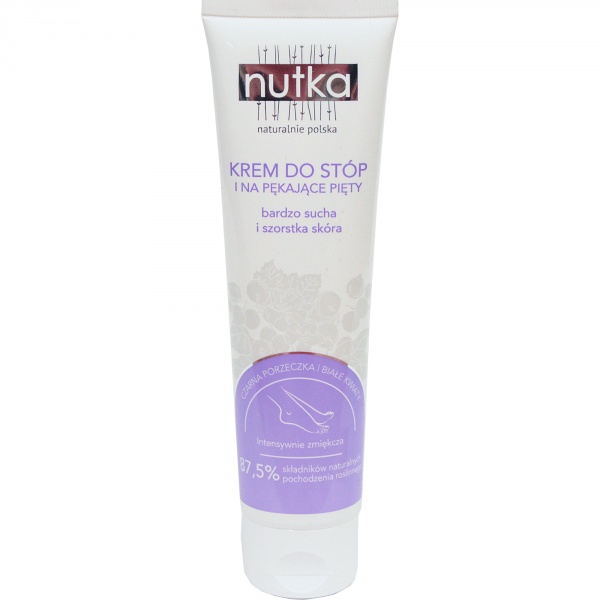 nutka
naturalnie polska
KREM DO STÓP
I NA PĘKAJĄCE PIĘTY
bardzo sucha
i szorstka skóra
CZARNA PORZECZKA I BIAŁE KWIATY
Intensywnie zmiękcza
87,5% składników naturalnych
pochodzenia roślinnego